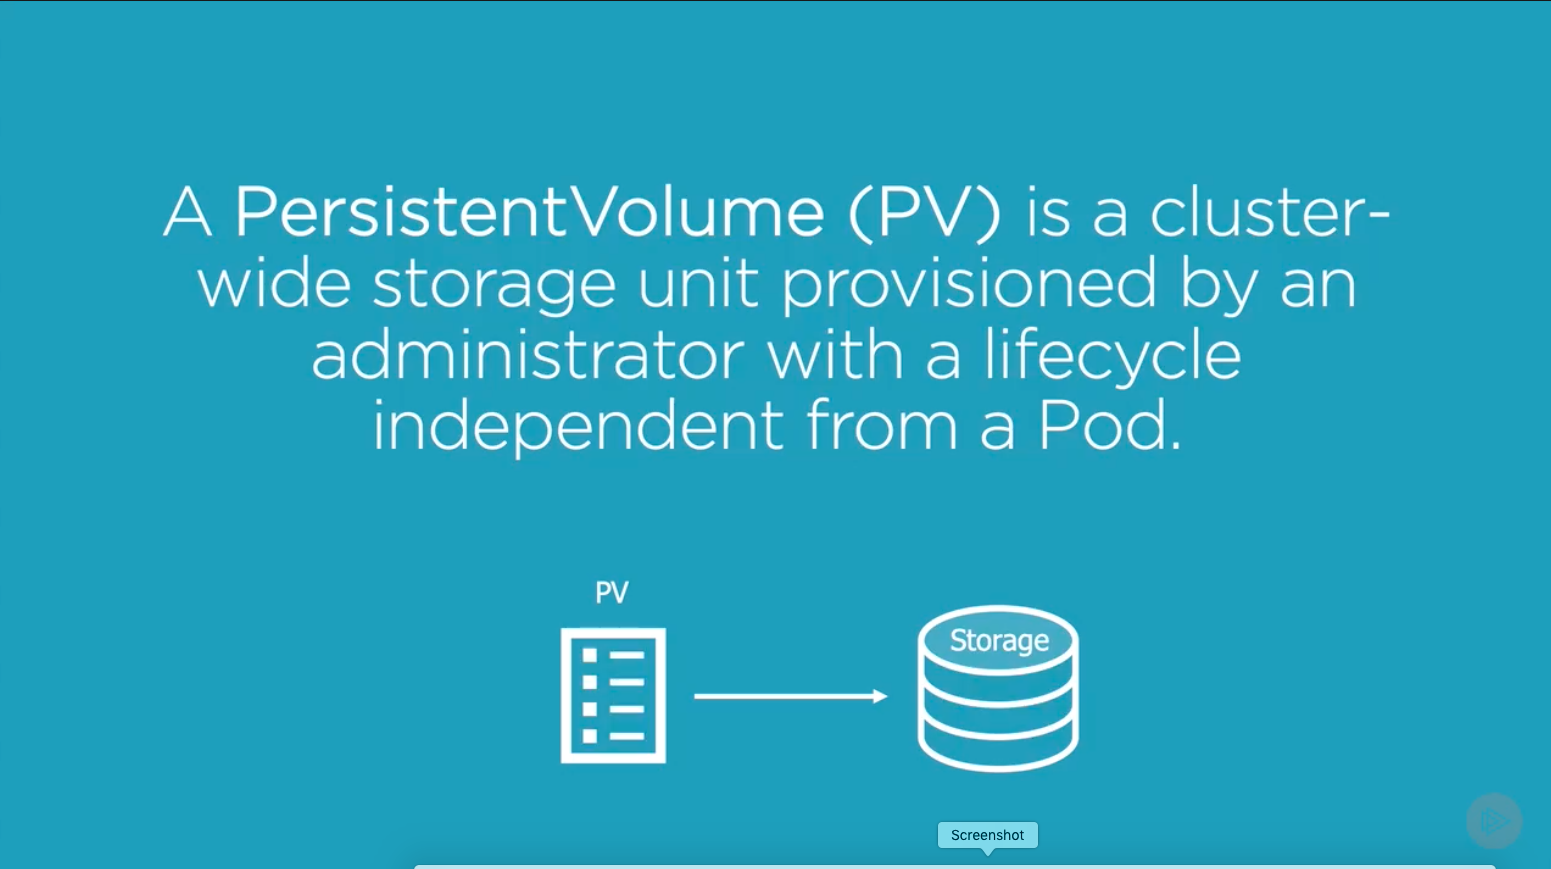 A PersistentVolume (PV) is a cluster-
wide storage unit provisioned by an
administrator with a lifecycle
independent from a Pod.
PV
Storage
Screenshot